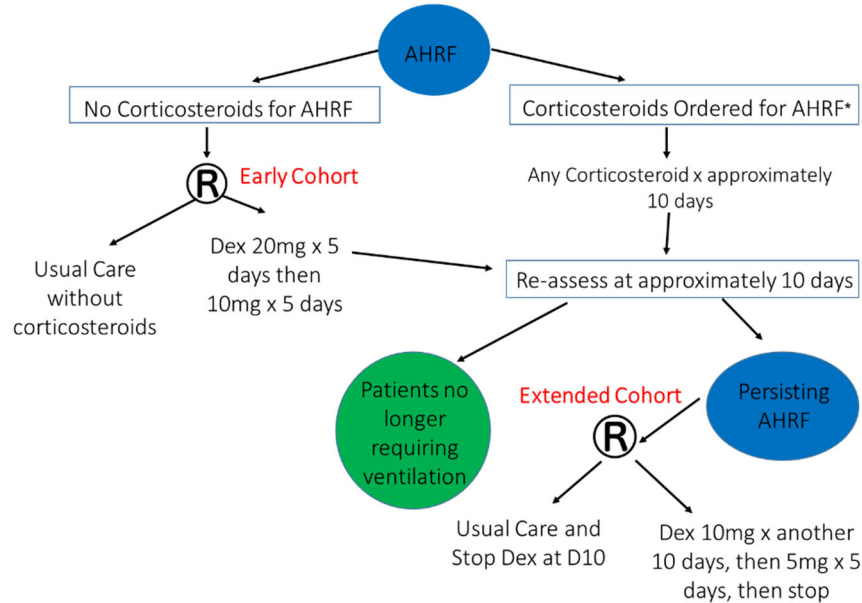 AHRF
No Corticosteroids for AHRF
Corticosteroids Ordered for AHRF*
R
Early Cohort
Any Corticosteroid x approximately
10 days
Usual Care
without
corticosteroids
Dex 20mg x 5
days then
10mg x 5 days
Re-assess at approximately 10 days
Patients no
longer
requiring
ventilation
Extended Cohort
R
Persisting
AHRF
Usual Care and
Stop Dex at D10
Dex 10mg x another
10 days, then 5mg x 5
days, then stop